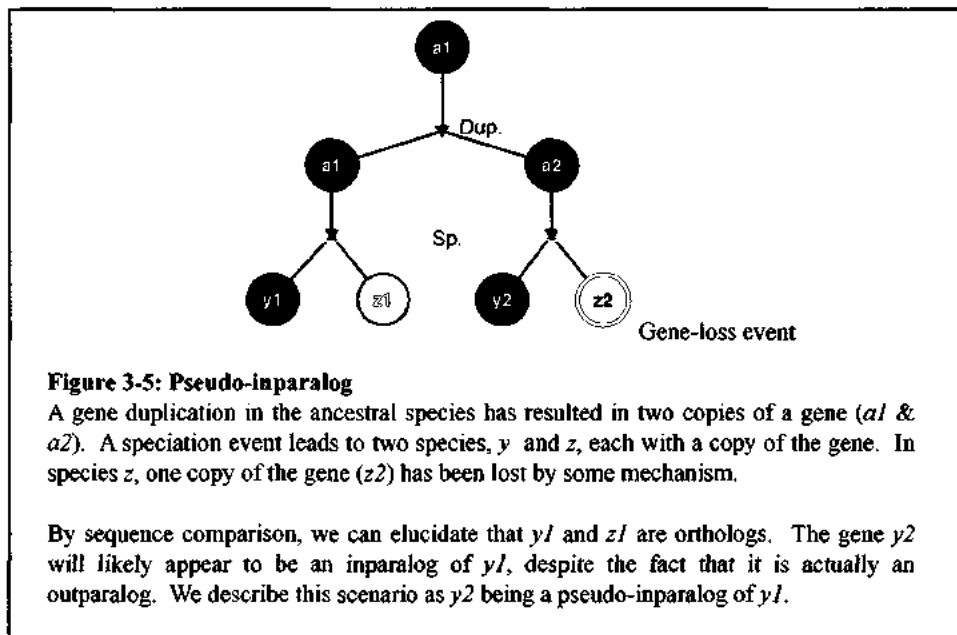 a1
Dup.
a1
a2
Sp.
y1
z1
y2
z2
Gene-loss event
Figure 3-5: Pseudo-inparalog
A gene duplication in the ancestral species has resulted in two copies of a gene (a1 &
a2). A speciation event leads to two species, y and z, each with a copy of the gene. In
species z, one copy of the gene (z2) has been lost by some mechanism.
By sequence comparison, we can elucidate that y1 and z1 are orthologs. The gene y2
will likely appear to be an inparalog of y1, despite the fact that it is actually an
outparalog. We describe this scenario as y2 being a pseudo-inparalog of y1.